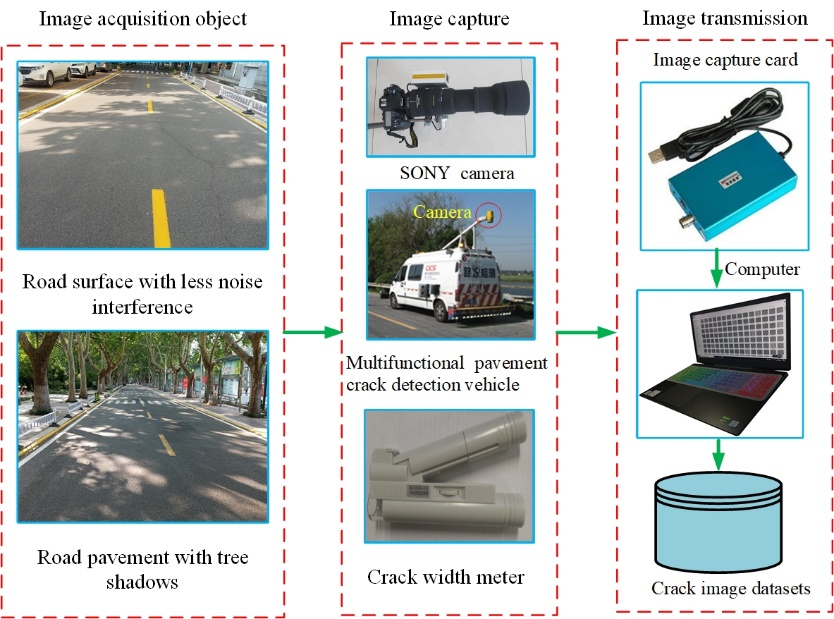 Image acquisition object
Road surface with less noise
interference
Road pavement with tree
shadows
Image capture
SONY camera
Camera
Multifunctional pavement
crack detection vehicle
Crack width meter
Image transmission
Image capture card
Computer
Crack image datasets